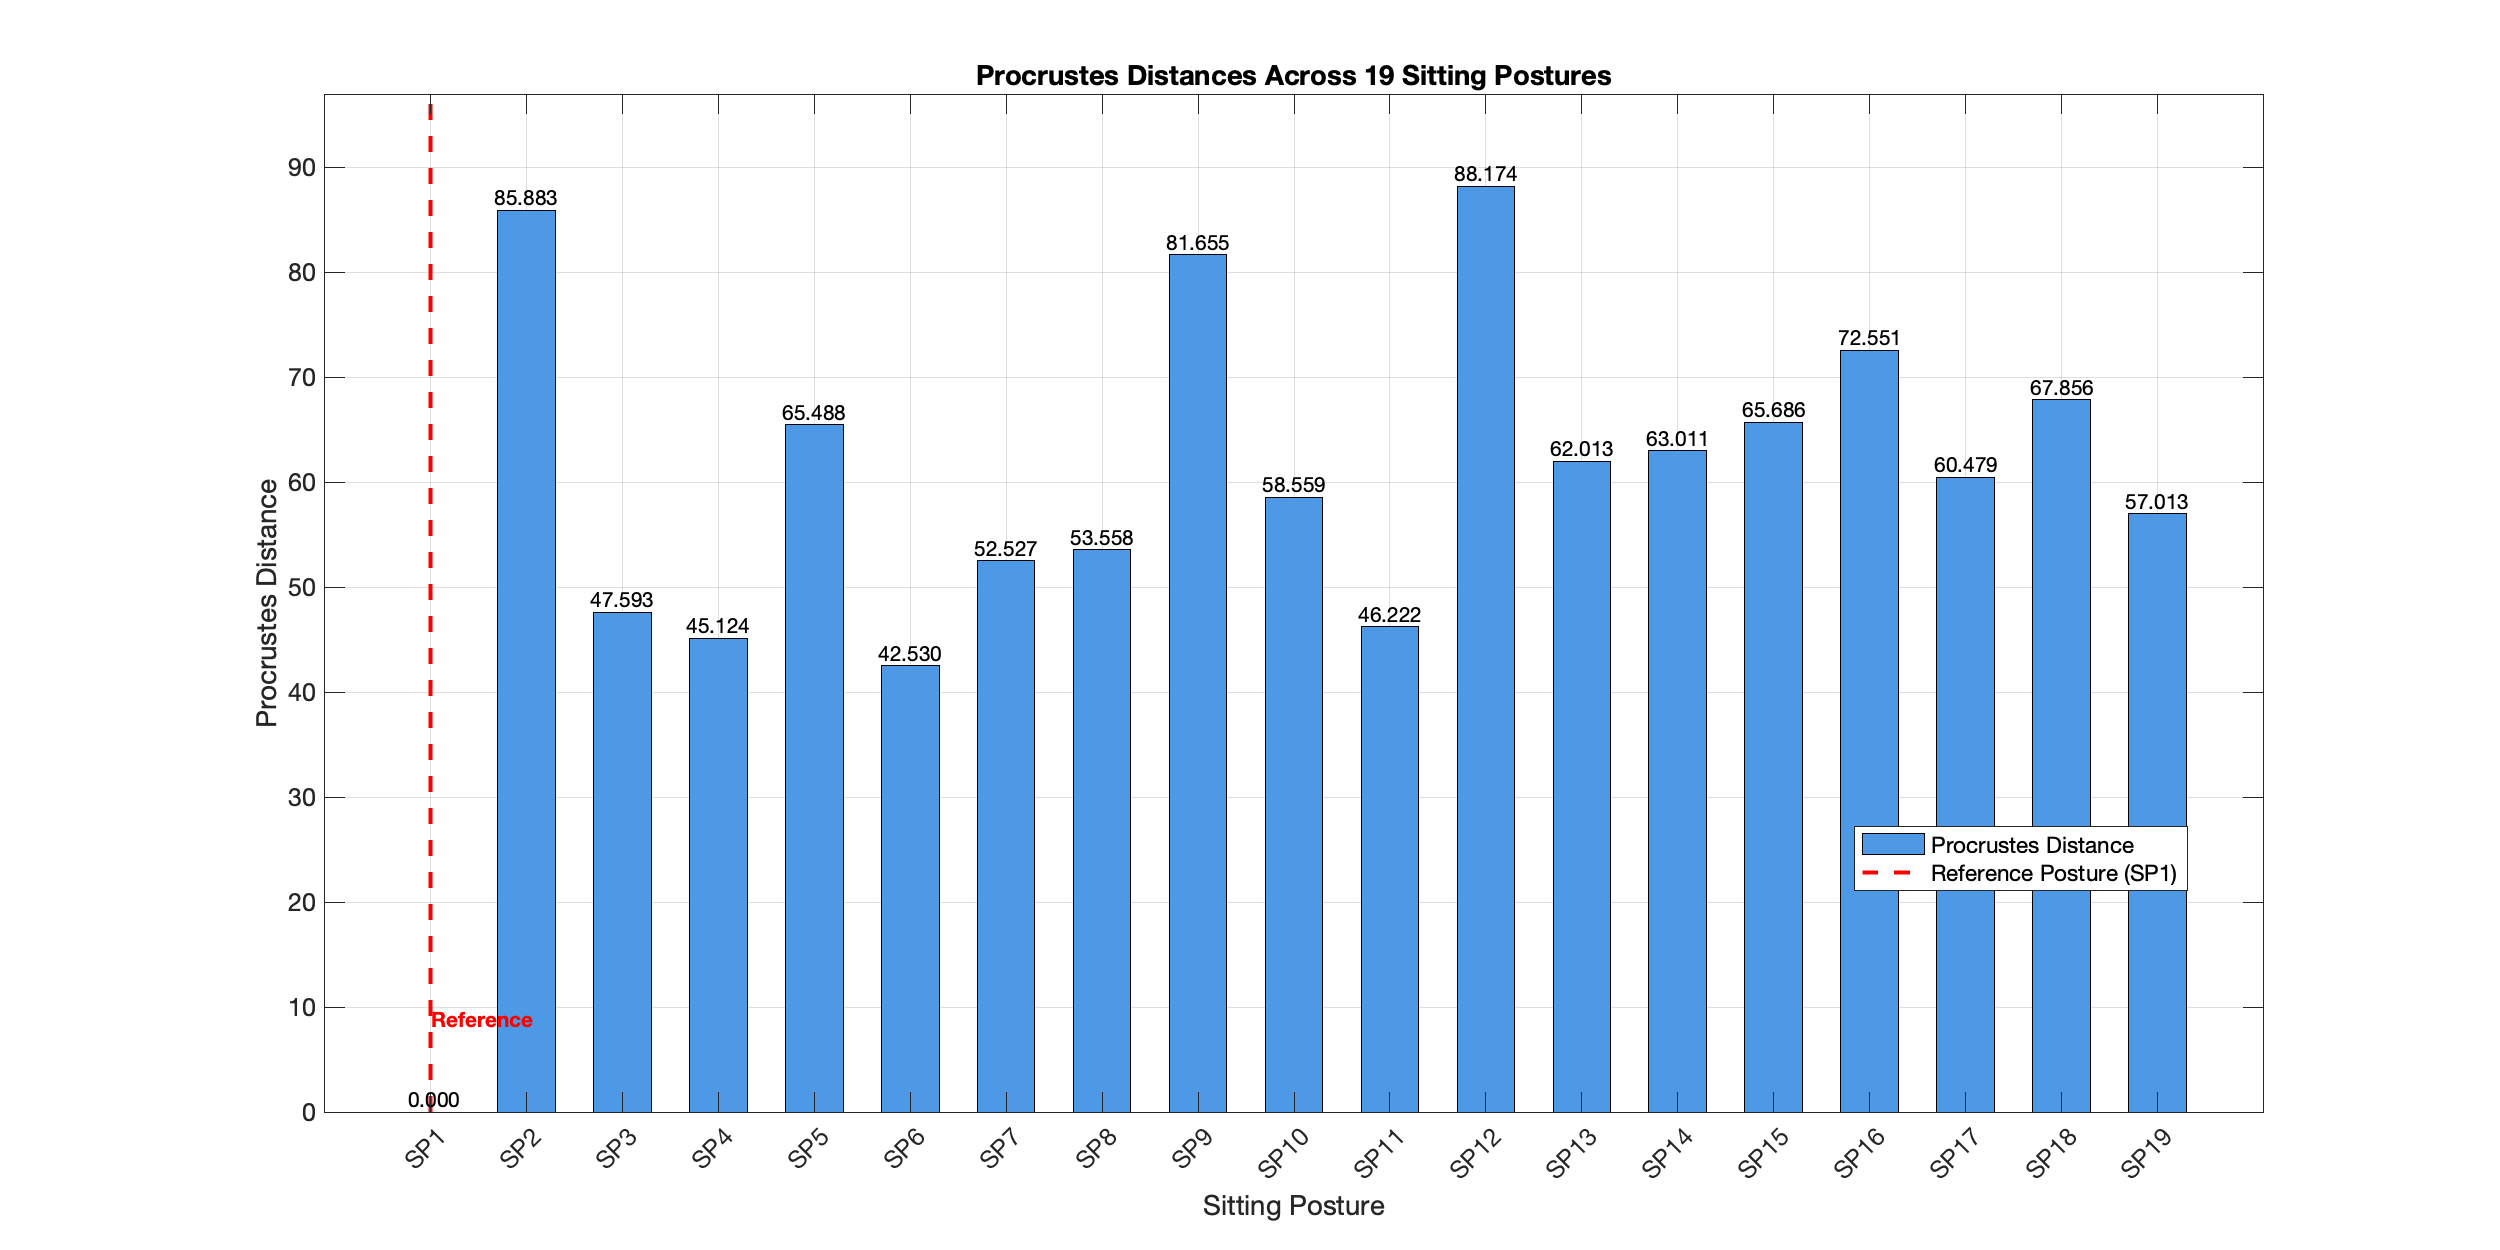 Procrustes Distances Across 19 Sitting Postures
Procrustes Distance
90
80
70
60
50
40
30
20
10
0
0.000
85.883
47.593
45.124
65.488
42.530
52.527
53.558
81.655
58.559
46.222
88.174
62.013
63.011
65.686
72.551
60.479
67.856
57.013
Reference
Procrustes Distance
Reference Posture (SP1)
SP1
SP2
SP3
SP4
SP5
SP6
SP7
SP8
SP9
SP10
SP11
SP12
SP13
SP14
SP15
SP16
SP17
SP18
SP19
Sitting Posture